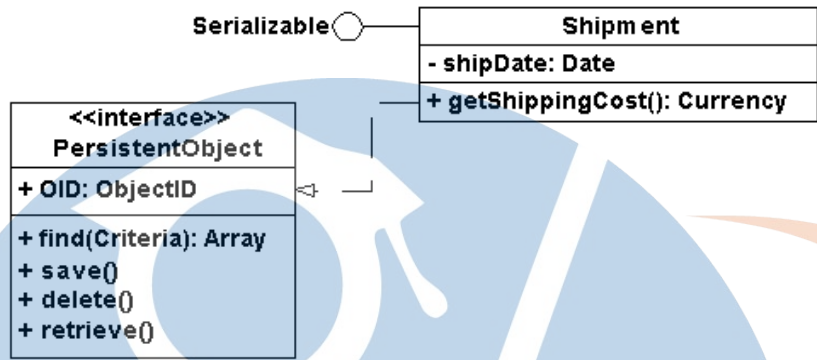 Serializable
Shipment
- shipDate: Date
+ getShippingCost(): Currency
<<interface>>
PersistentObject
+ OID: ObjectID
+ find(Criteria): Array
+ save()
+ delete()
+ retrieve()